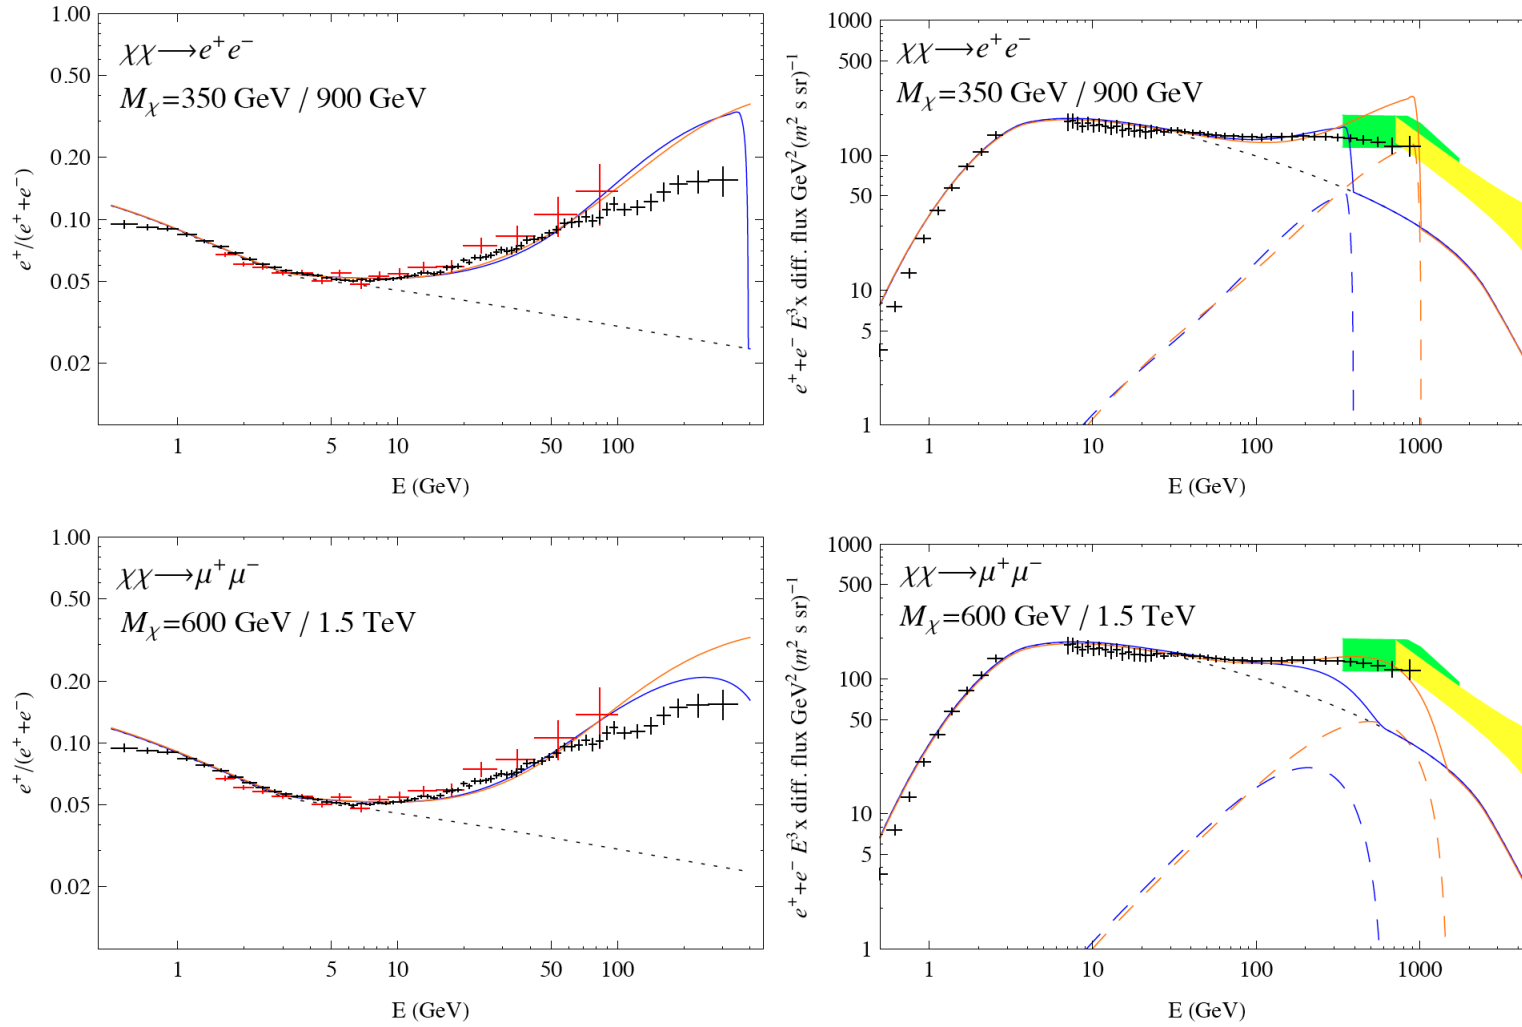 χχ⟶e⁺e⁻
M_χ=350 GeV / 900 GeV
e⁺/(e⁺+e⁻)
1.00
0.50
0.20
0.10
0.05
0.02
1 5 10 50 100
E (GeV)
χχ⟶e⁺e⁻
M_χ=350 GeV / 900 GeV
e⁺+e⁻ E³x diff. flux GeV²(m² s sr)⁻¹
1000
500
100
50
10
5
1
1 10 100 1000
E (GeV)
χχ⟶μ⁺μ⁻
M_χ=600 GeV / 1.5 TeV
e⁺/(e⁺+e⁻)
1.00
0.50
0.20
0.10
0.05
0.02
1 5 10 50 100
E (GeV)
χχ⟶μ⁺μ⁻
M_χ=600 GeV / 1.5 TeV
e⁺+e⁻ E³x diff. flux GeV²(m² s sr)⁻¹
1000
500
100
50
10
5
1
1 10 100 1000
E (GeV)